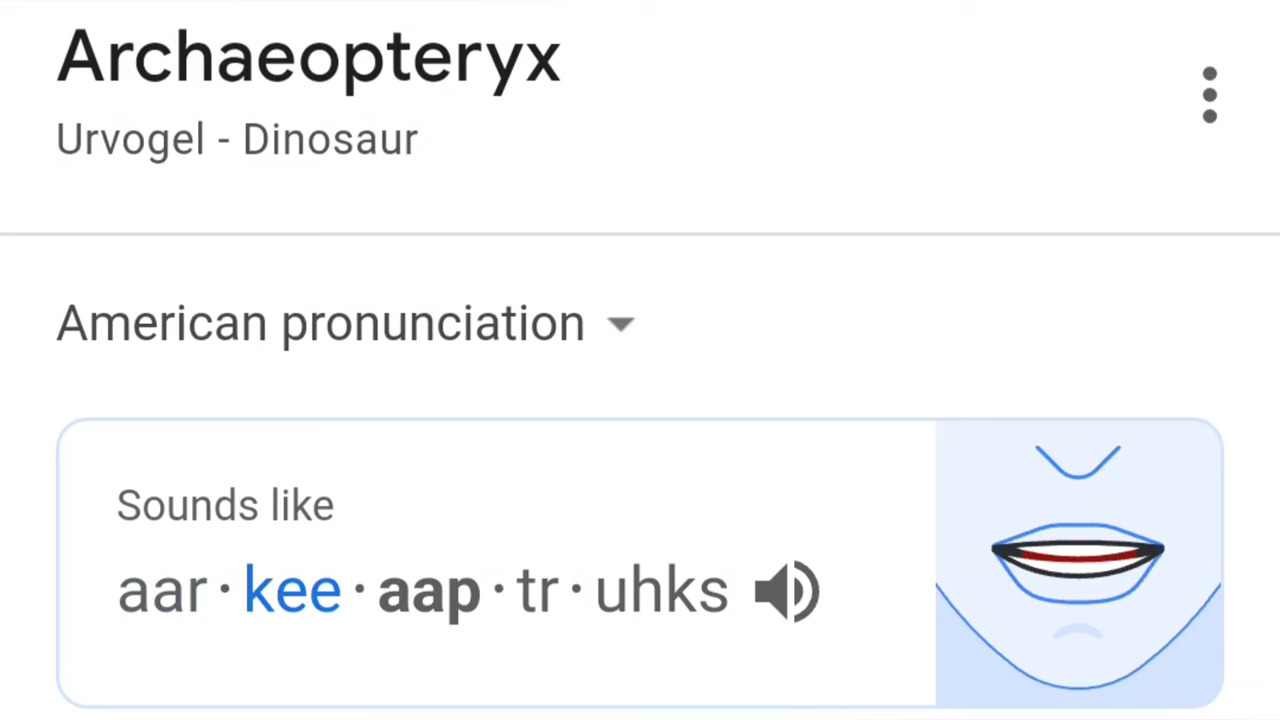 Archaeopteryx
Urvogel - Dinosaur
American pronunciation
Sounds like
aar · kee · aap · tr · uhks